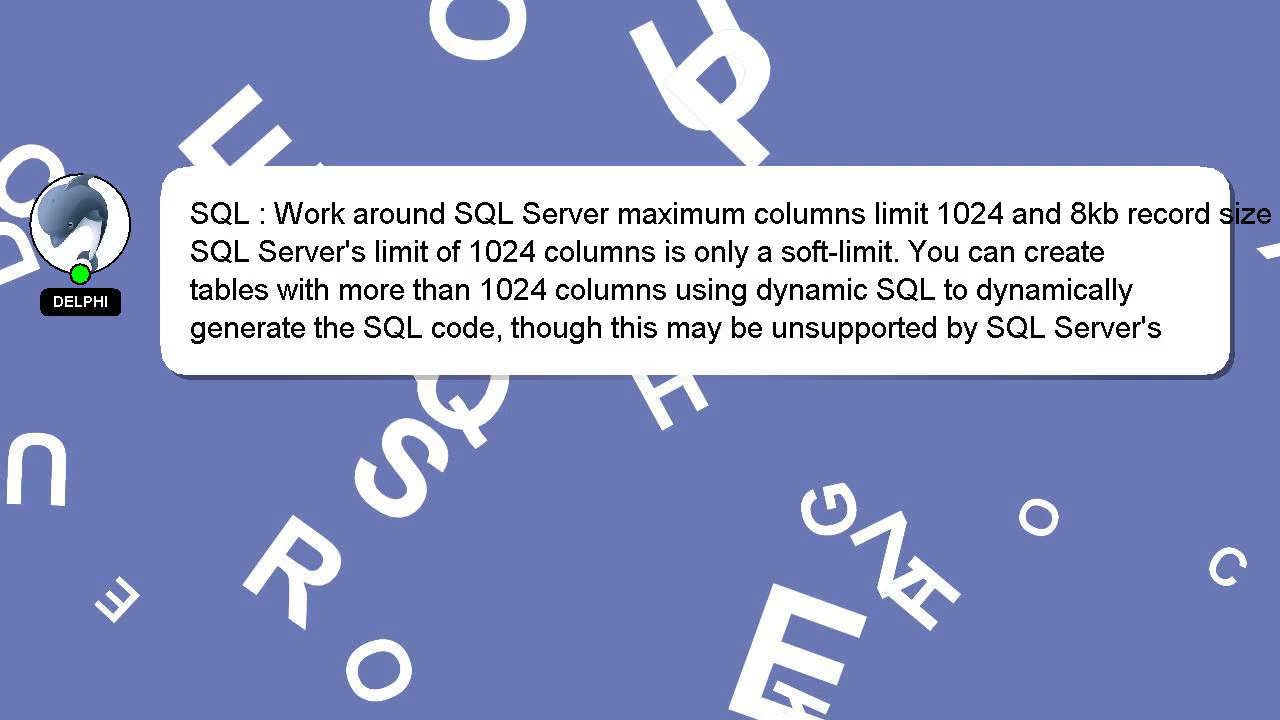 SQL : Work around SQL Server maximum columns limit 1024 and 8kb record size
SQL Server's limit of 1024 columns is only a soft-limit. You can create
tables with more than 1024 columns using dynamic SQL to dynamically
generate the SQL code, though this may be unsupported by SQL Server's
DELPHI